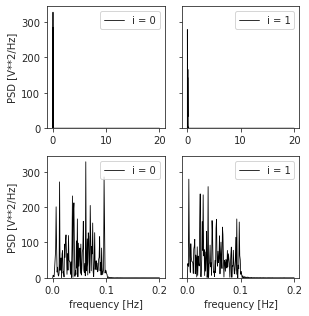 i = 0
i = 1
PSD [V**2/Hz]
300
200
100
0
0 10 20
0 10 20
i = 0
i = 1
PSD [V**2/Hz]
300
200
100
0
0.0 0.1 0.2
0.0 0.1 0.2
frequency [Hz]
frequency [Hz]